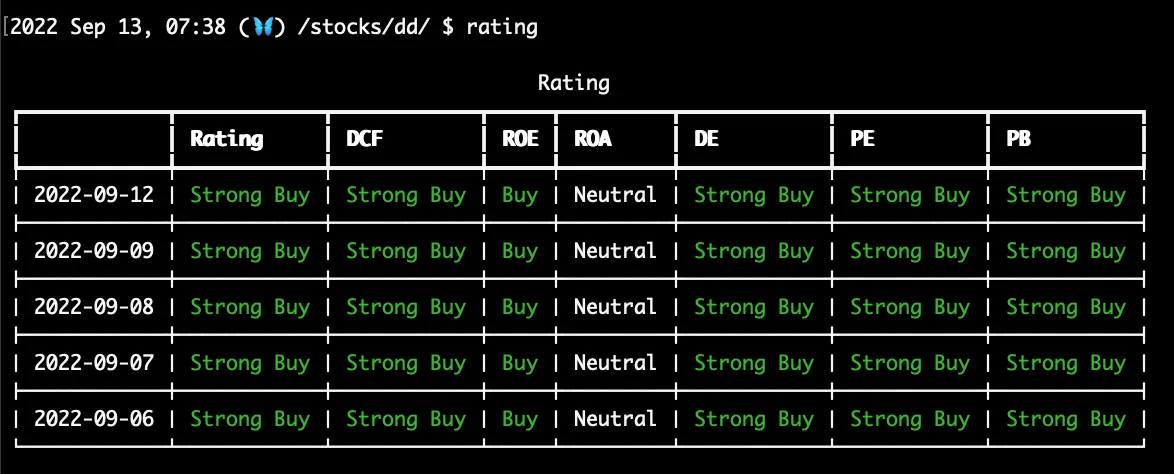 2022 Sep 13, 07:38 (🦋) /stocks/dd/ $ rating
Rating
Rating DCF ROE ROA DE PE PB
2022-09-12 Strong Buy Strong Buy Buy Neutral Strong Buy Strong Buy Strong Buy
2022-09-09 Strong Buy Strong Buy Buy Neutral Strong Buy Strong Buy Strong Buy
2022-09-08 Strong Buy Strong Buy Buy Neutral Strong Buy Strong Buy Strong Buy
2022-09-07 Strong Buy Strong Buy Buy Neutral Strong Buy Strong Buy Strong Buy
2022-09-06 Strong Buy Strong Buy Buy Neutral Strong Buy Strong Buy Strong Buy